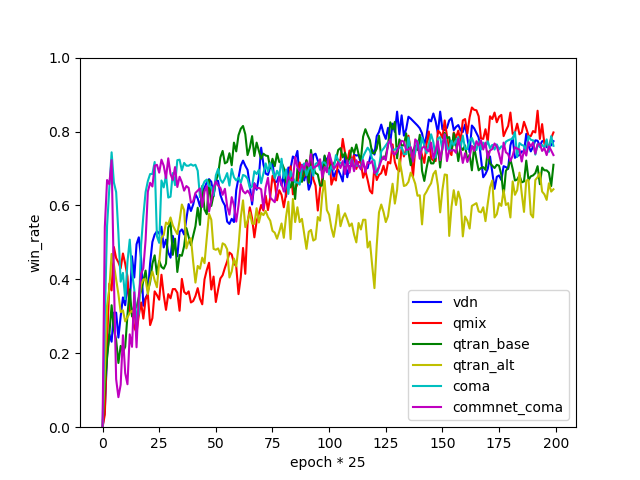 1.0
0.8
0.6
0.4
0.2
0.0
win_rate
0 25 50 75 100 125 150 175 200
epoch * 25
vdn
qmix
qtran_base
qtran_alt
coma
commnet_coma